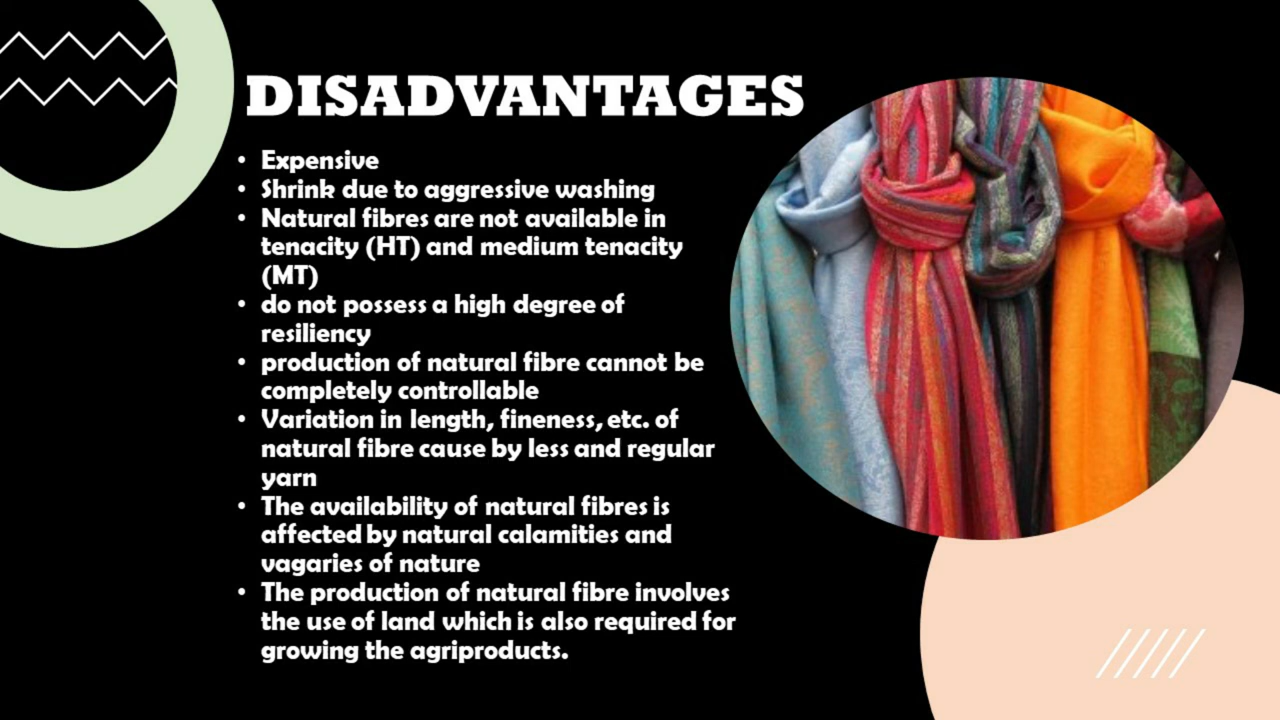 DISADVANTAGES
• Expensive
• Shrink due to aggressive washing
• Natural fibres are not available in
tenacity (HT) and medium tenacity
(MT)
• do not possess a high degree of
resiliency
• production of natural fibre cannot be
completely controllable
• Variation in length, fineness, etc. of
natural fibre cause by less and regular
yarn
• The availability of natural fibres is
affected by natural calamities and
vagaries of nature
• The production of natural fibre involves
the use of land which is also required for
growing the agriproducts.